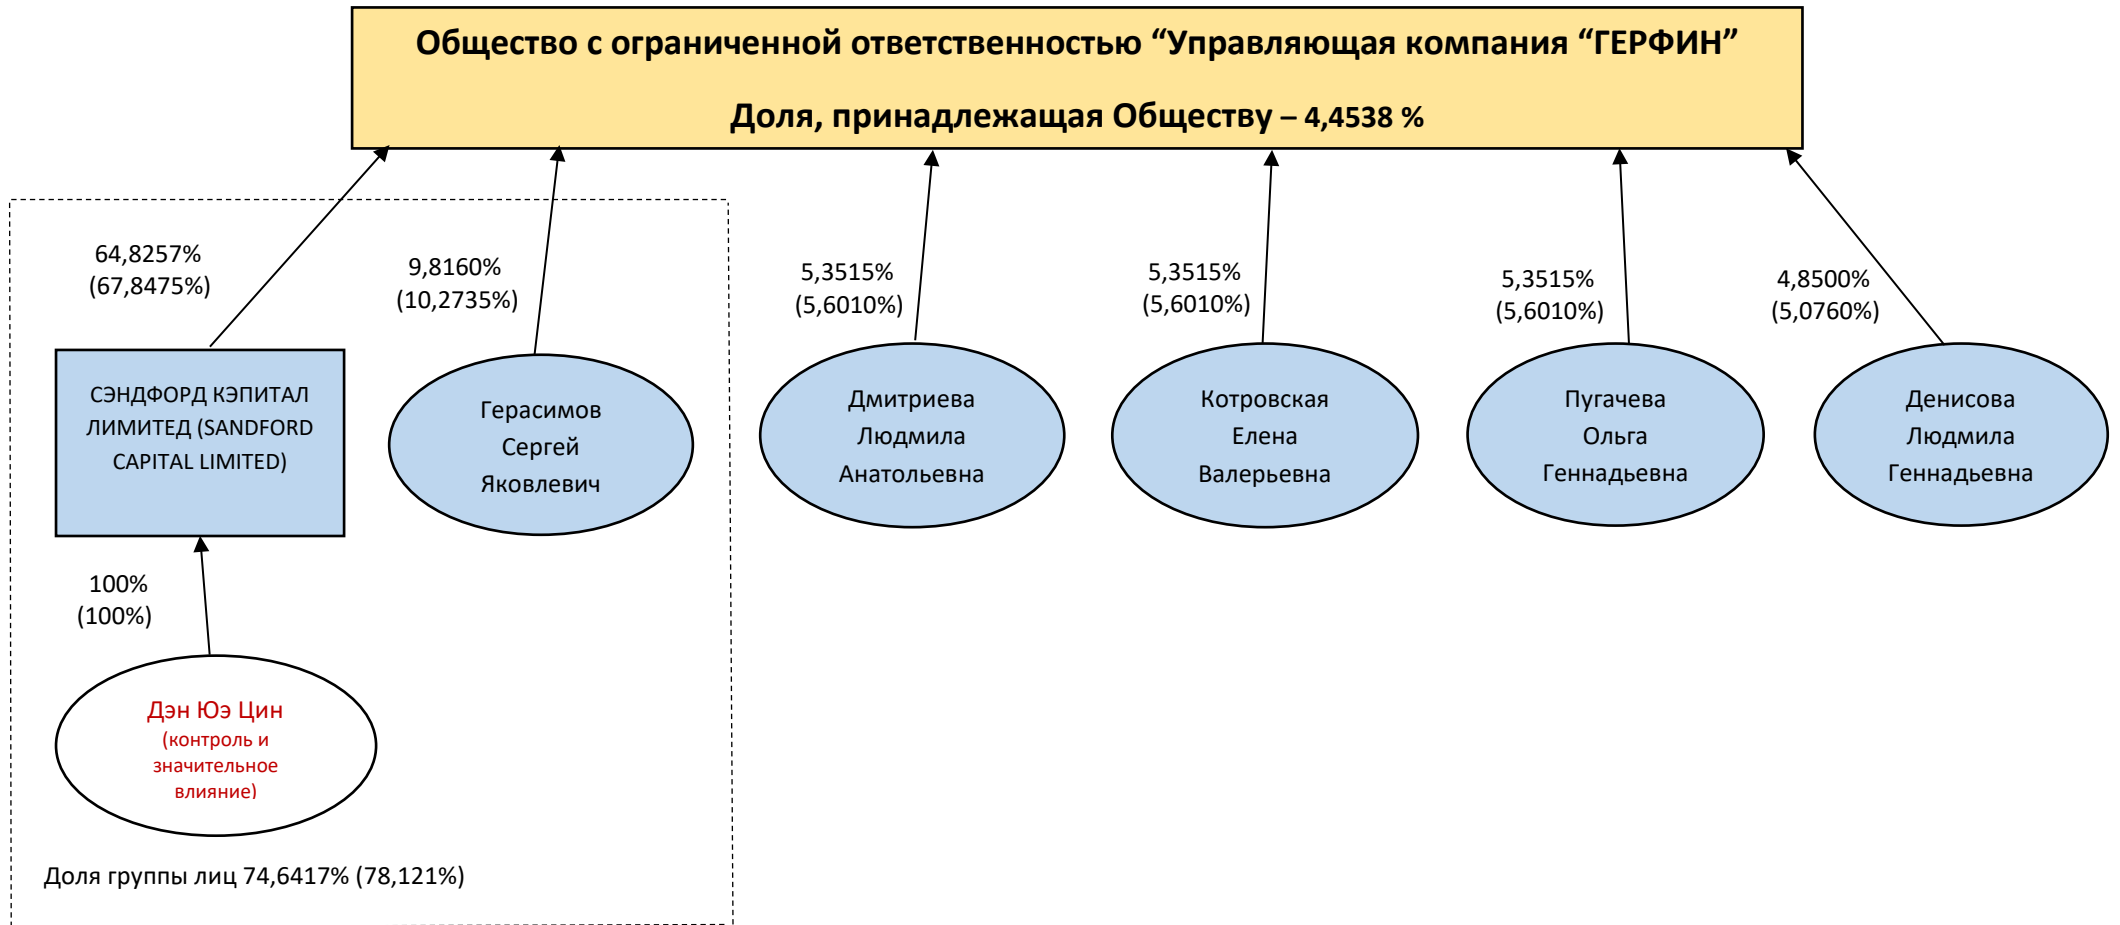 Общество с ограниченной ответственностью “Управляющая компания “ГЕРФИН”
Доля, принадлежащая Обществу – 4,4538 %
64,8257%
(67,8475%)
9,8160%
(10,2735%)
5,3515%
(5,6010%)
5,3515%
(5,6010%)
5,3515%
(5,6010%)
4,8500%
(5,0760%)
СЭНДФОРД КЭПИТАЛ
ЛИМИТЕД (SANDFORD
CAPITAL LIMITED)
Герасимов
Сергей
Яковлевич
Дмитриева
Людмила
Анатольевна
Котровская
Елена
Валерьевна
Пугачева
Ольга
Геннадьевна
Денисова
Людмила
Геннадьевна
100%
(100%)
Дэн Юэ Цин
(контроль и
значительное
влияние)
Доля группы лиц 74,6417% (78,121%)